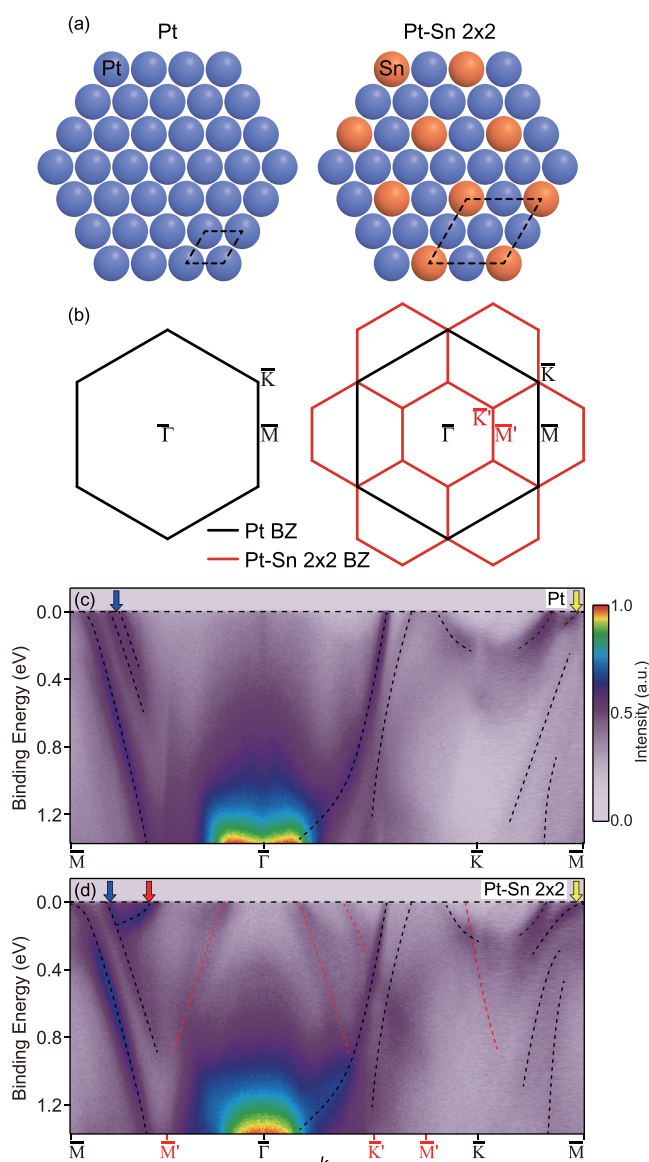 (a)
Pt
Pt-Sn 2x2
Pt
Sn
(b)
K̅
Γ̅
M̅
K̅
K̅'
Γ̅
M̅'
M̅
Pt BZ
Pt-Sn 2x2 BZ
(c)
Pt
0.0
0.4
0.8
1.2
Binding Energy (eV)
M̅
Γ̅
K̅
M̅
1.0
0.5
0.0
Intensity (a.u.)
(d)
Pt-Sn 2x2
0.0
0.4
0.8
1.2
Binding Energy (eV)
M̅
M̅'
Γ̅
K̅'
M̅'
K̅
M̅